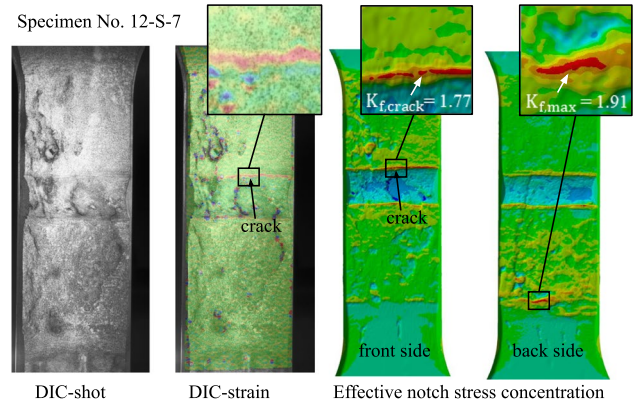 Specimen No. 12-S-7
K_f,crack = 1.77
K_f,max = 1.91
crack
crack
front side
back side
DIC-shot
DIC-strain
Effective notch stress concentration